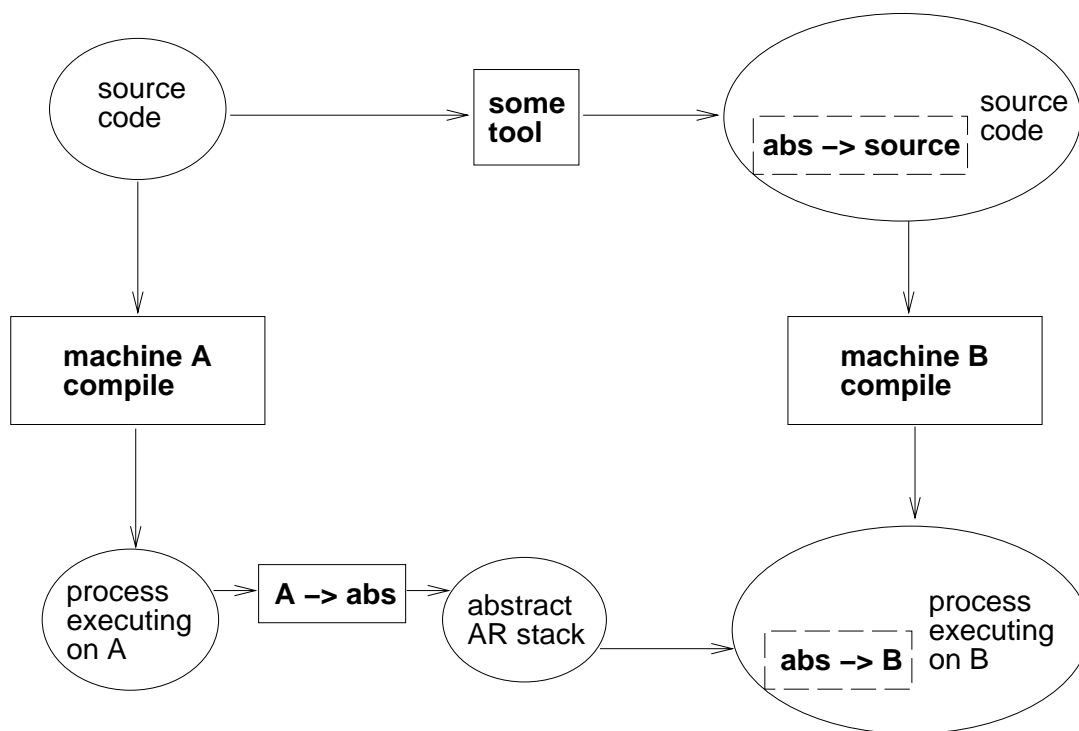 source
code
some
tool
source
code
abs −> source
machine A
compile
machine B
compile
process
executing
on A
A −> abs
abstract
AR stack
process
executing
on B
abs −> B